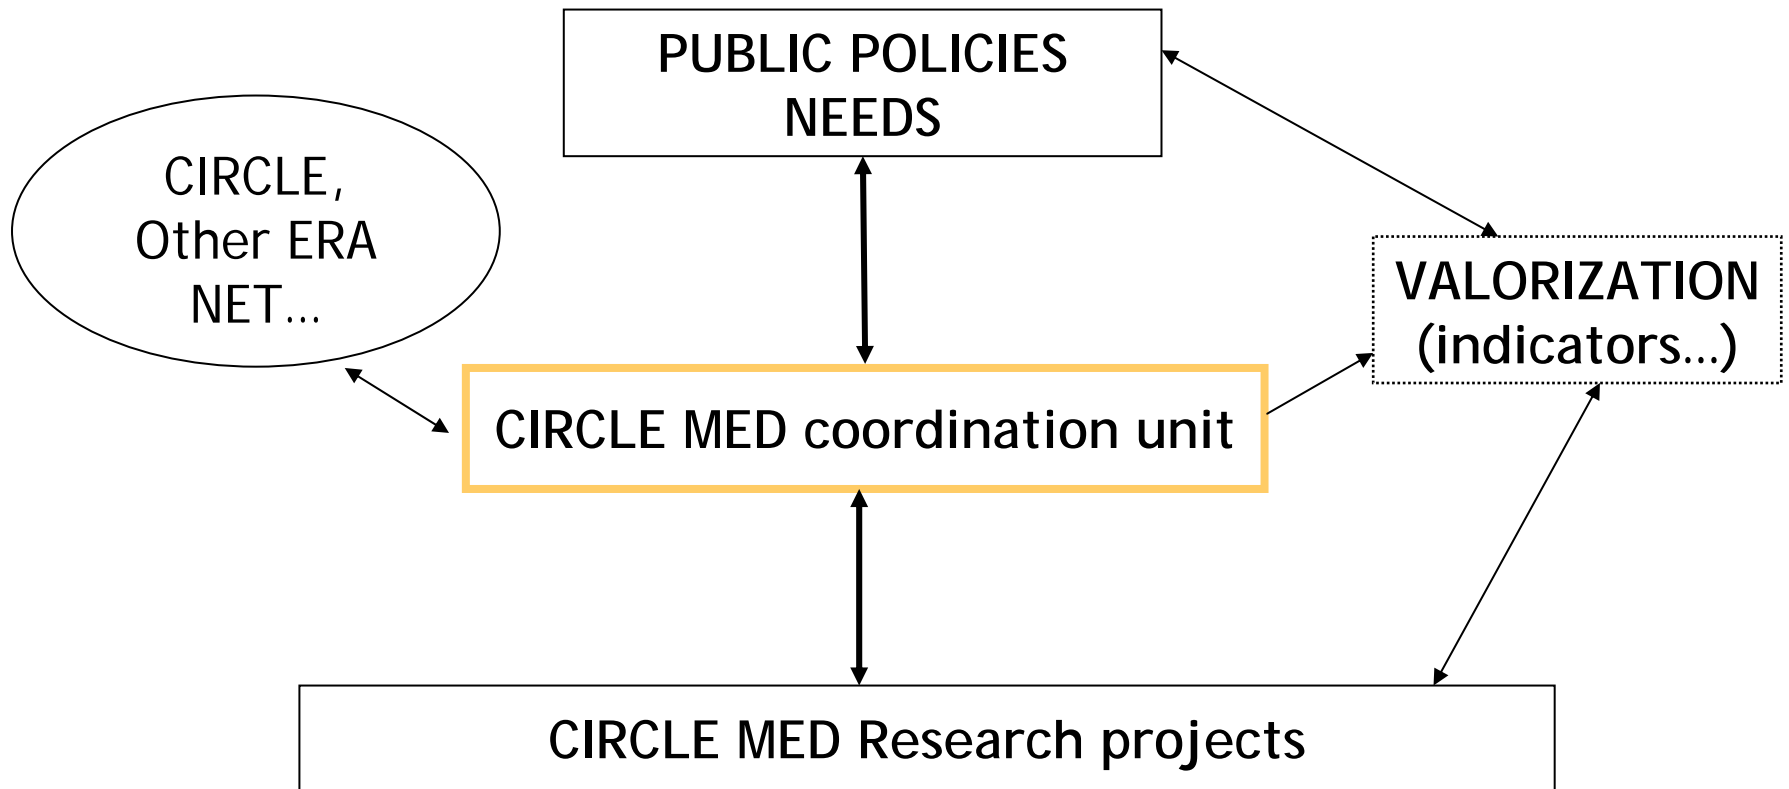 PUBLIC POLICIES
NEEDS
CIRCLE,
Other ERA
NET...
VALORIZATION
(indicators...)
CIRCLE MED coordination unit
CIRCLE MED Research projects